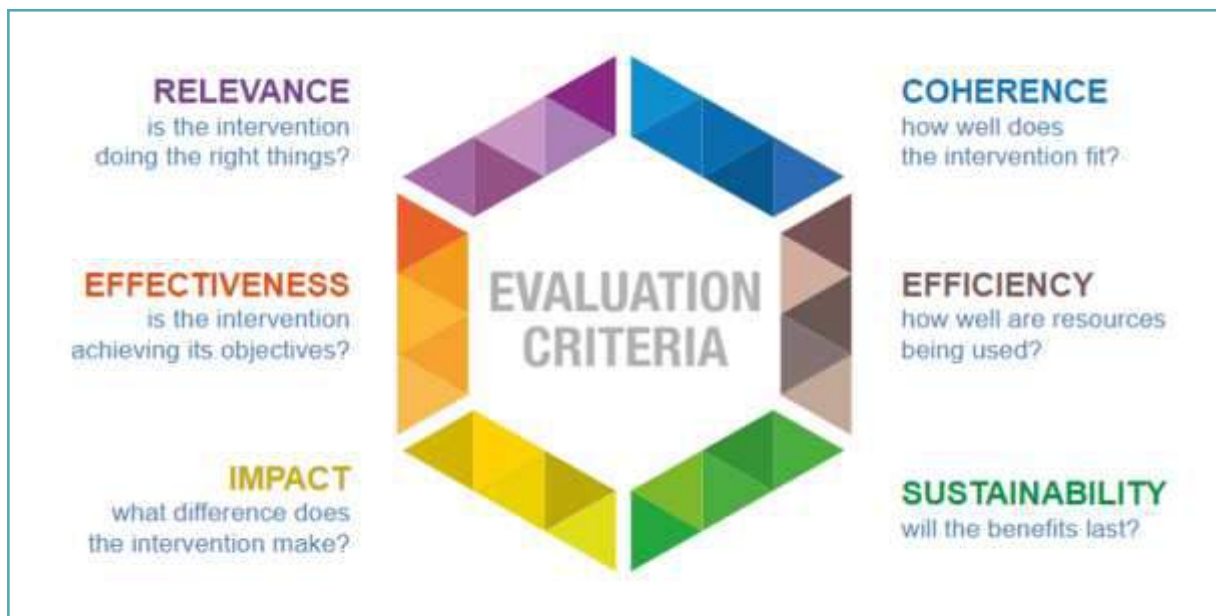 RELEVANCE
is the intervention
doing the right things?
COHERENCE
how well does
the intervention fit?
EFFECTIVENESS
is the intervention
achieving its objectives?
EVALUATION
CRITERIA
EFFICIENCY
how well are resources
being used?
IMPACT
what difference does
the intervention make?
SUSTAINABILITY
will the benefits last?